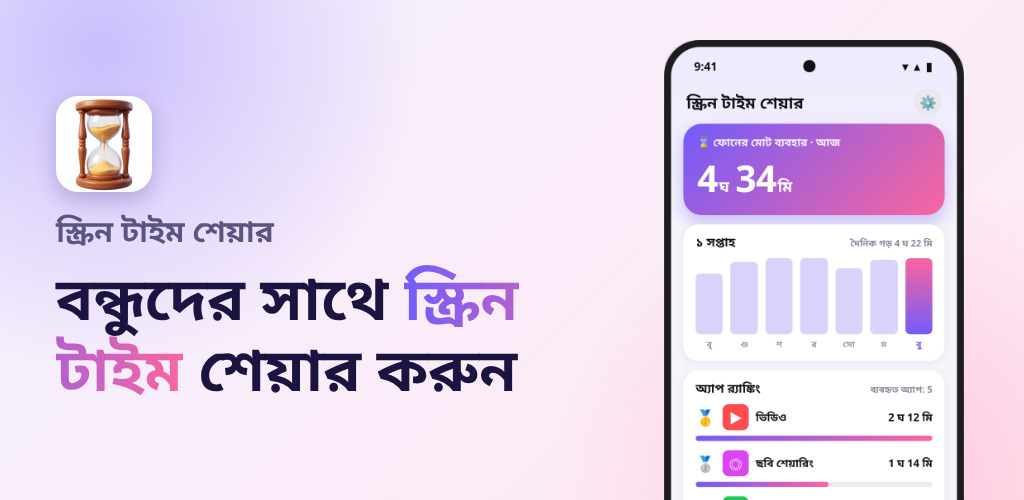 স্ক্রিন টাইম শেয়ার
বন্ধুদের সাথে স্ক্রিন
টাইম শেয়ার করুন
9:41
স্ক্রিন টাইম শেয়ার
ফোনের মোট ব্যবহার · আজ
4ঘ 34মি
১ সপ্তাহ দৈনিক গড় 4 ঘ 22 মি
বৃ শু শ র সো ম বু
অ্যাপ র‍্যাঙ্কিং ব্যবহৃত অ্যাপ: 5
ভিডিও 2 ঘ 12 মি
ছবি শেয়ারিং 1 ঘ 14 মি